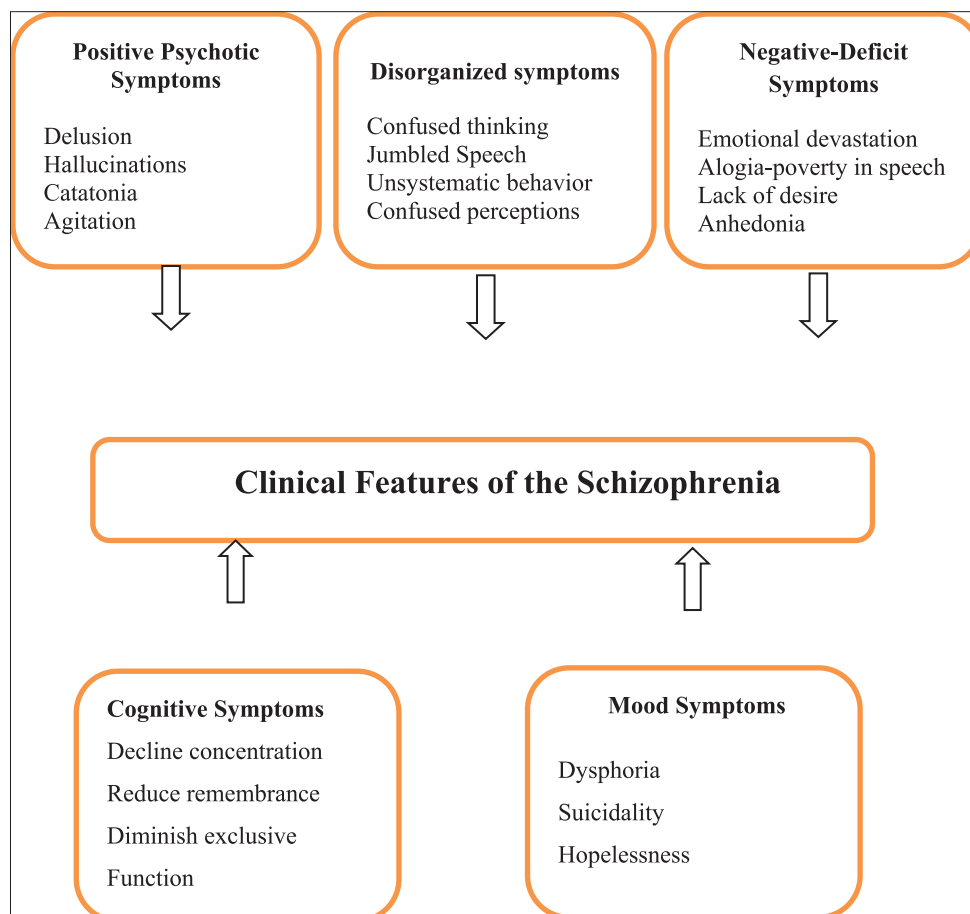 Positive Psychotic
Symptoms
Delusion
Hallucinations
Catatonia
Agitation
Disorganized symptoms
Confused thinking
Jumbled Speech
Unsystematic behavior
Confused perceptions
Negative-Deficit
Symptoms
Emotional devastation
Alogia-poverty in speech
Lack of desire
Anhedonia
Clinical Features of the Schizophrenia
Cognitive Symptoms
Decline concentration
Reduce remembrance
Diminish exclusive
Function
Mood Symptoms
Dysphoria
Suicidality
Hopelessness